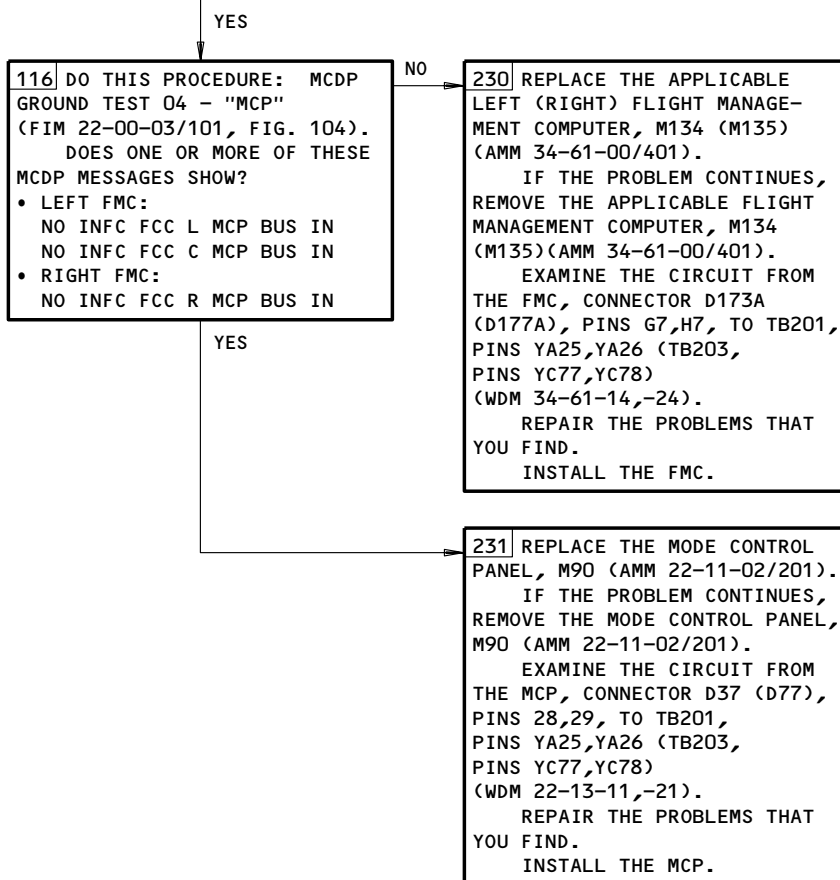 YES
116 DO THIS PROCEDURE: MCDP
GROUND TEST 04 - "MCP"
(FIM 22-00-03/101, FIG. 104).
DOES ONE OR MORE OF THESE
MCDP MESSAGES SHOW?
• LEFT FMC:
NO INFC FCC L MCP BUS IN
NO INFC FCC C MCP BUS IN
• RIGHT FMC:
NO INFC FCC R MCP BUS IN
NO
230 REPLACE THE APPLICABLE
LEFT (RIGHT) FLIGHT MANAGE-
MENT COMPUTER, M134 (M135)
(AMM 34-61-00/401).
IF THE PROBLEM CONTINUES,
REMOVE THE APPLICABLE FLIGHT
MANAGEMENT COMPUTER, M134
(M135)(AMM 34-61-00/401).
EXAMINE THE CIRCUIT FROM
THE FMC, CONNECTOR D173A
(D177A), PINS G7,H7, TO TB201,
PINS YA25,YA26 (TB203,
PINS YC77,YC78)
(WDM 34-61-14,-24).
REPAIR THE PROBLEMS THAT
YOU FIND.
INSTALL THE FMC.
YES
231 REPLACE THE MODE CONTROL
PANEL, M90 (AMM 22-11-02/201).
IF THE PROBLEM CONTINUES,
REMOVE THE MODE CONTROL PANEL,
M90 (AMM 22-11-02/201).
EXAMINE THE CIRCUIT FROM
THE MCP, CONNECTOR D37 (D77),
PINS 28,29, TO TB201,
PINS YA25,YA26 (TB203,
PINS YC77,YC78)
(WDM 22-13-11,-21).
REPAIR THE PROBLEMS THAT
YOU FIND.
INSTALL THE MCP.